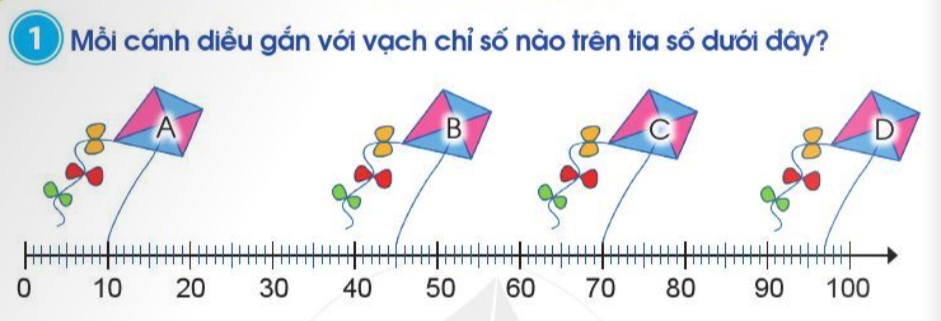 1 Mỗi cánh diều gắn với vạch chỉ số nào trên tia số dưới đây?
A B C D
0 10 20 30 40 50 60 70 80 90 100